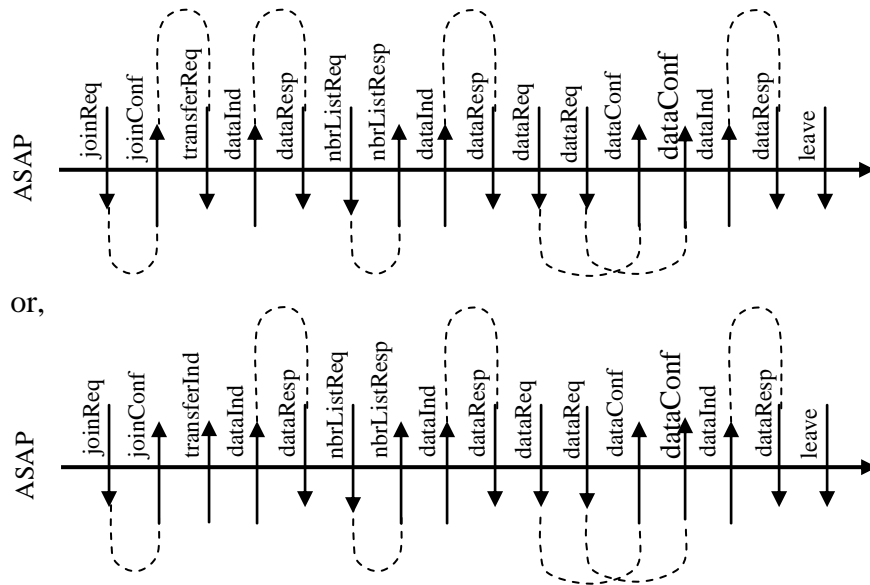 joinReq
joinConf
transferReq
dataInd
dataResp
nbrListReq
nbrListResp
dataInd
dataResp
dataReq
dataReq
dataConf
dataConf
dataInd
dataResp
leave
ASAP
or,
joinReq
joinConf
transferInd
dataInd
dataResp
nbrListReq
nbrListResp
dataInd
dataResp
dataReq
dataReq
dataConf
dataConf
dataInd
dataResp
leave
ASAP